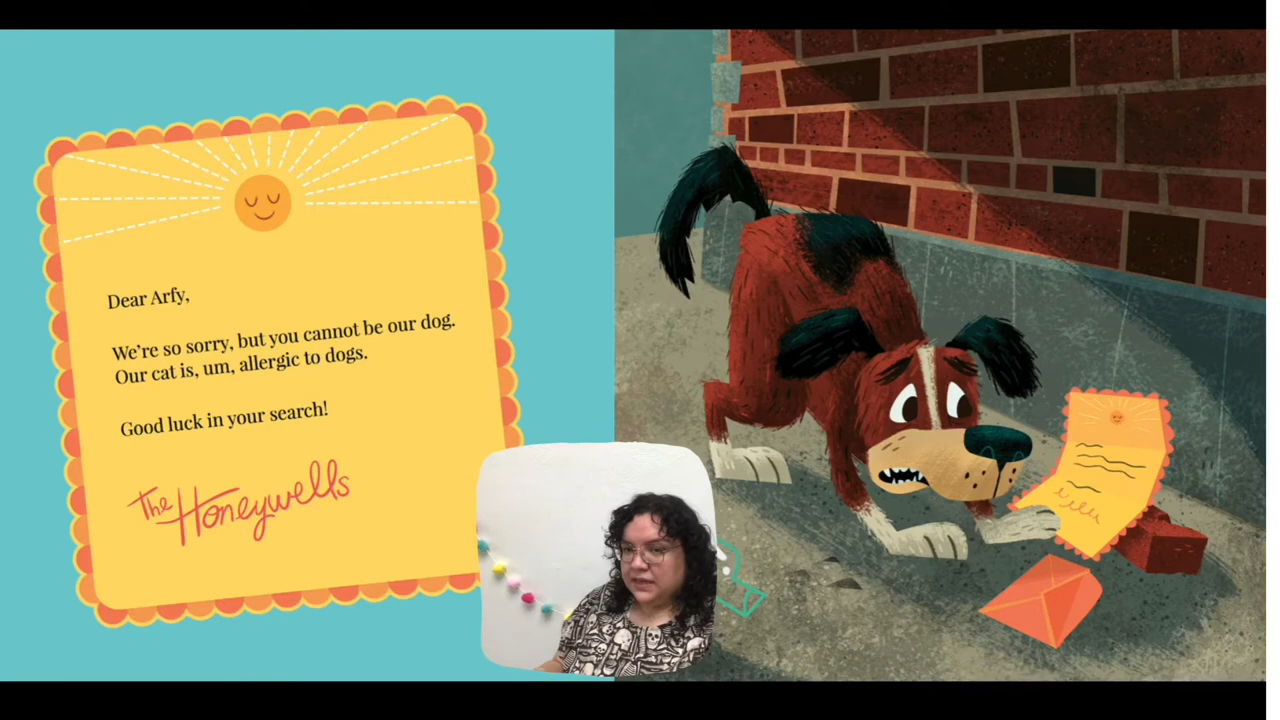 Dear Arfy,
We're so sorry, but you cannot be our dog.
Our cat is, um, allergic to dogs.
Good luck in your search!
The Honeywells